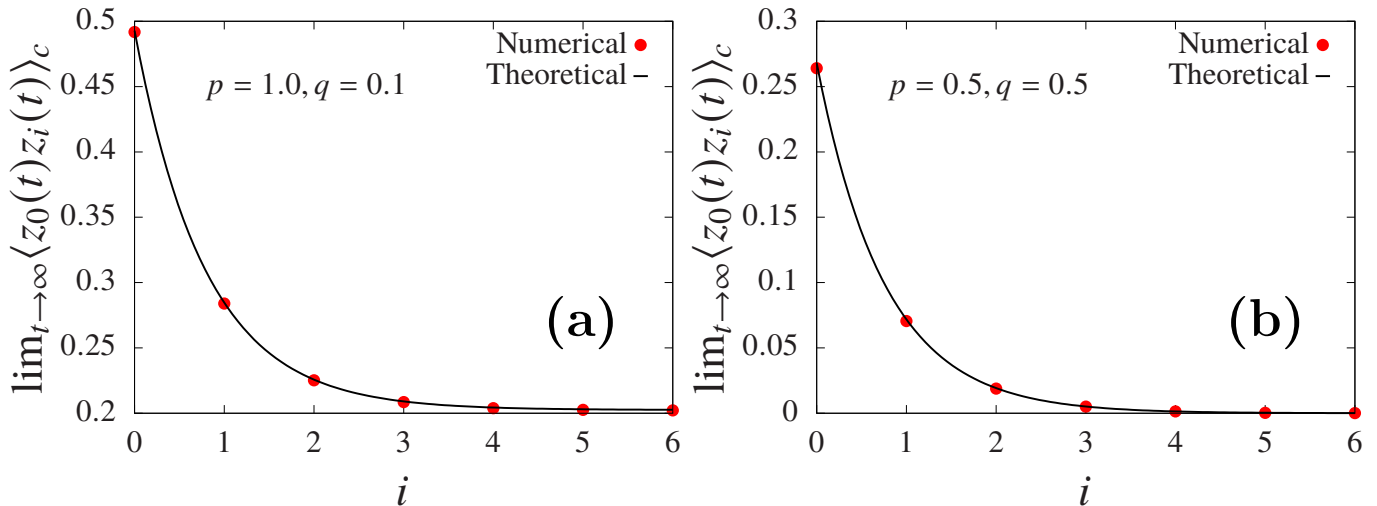 lim_{t→∞}⟨z_0(t)z_i(t)⟩_c
0.5
0.45
0.4
0.35
0.3
0.25
0.2
Numerical
Theoretical
p = 1.0, q = 0.1
(a)
0 1 2 3 4 5 6
i
lim_{t→∞}⟨z_0(t)z_i(t)⟩_c
0.3
0.25
0.2
0.15
0.1
0.05
0
Numerical
Theoretical
p = 0.5, q = 0.5
(b)
0 1 2 3 4 5 6
i